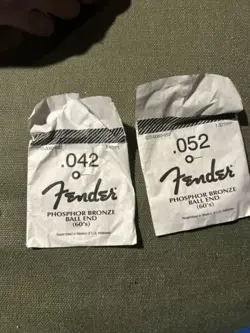 .042
Fender
PHOSPHOR BRONZE
BALL END
(60's)
.052
Fender
PHOSPHOR BRONZE
BALL END
(60's)